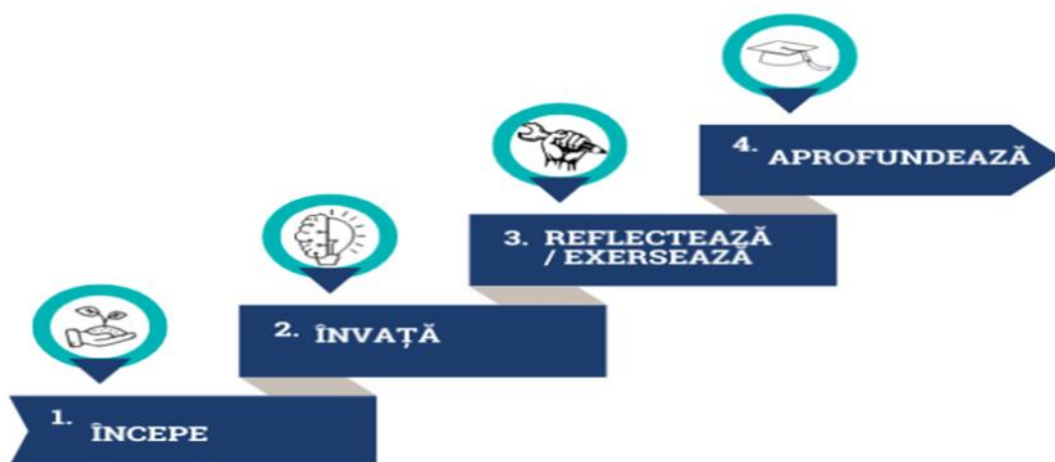 1. ÎNCEPE
2. ÎNVAȚĂ
3. REFLECTEAZĂ
/ EXERSEAZĂ
4. APROFUNDEAZĂ